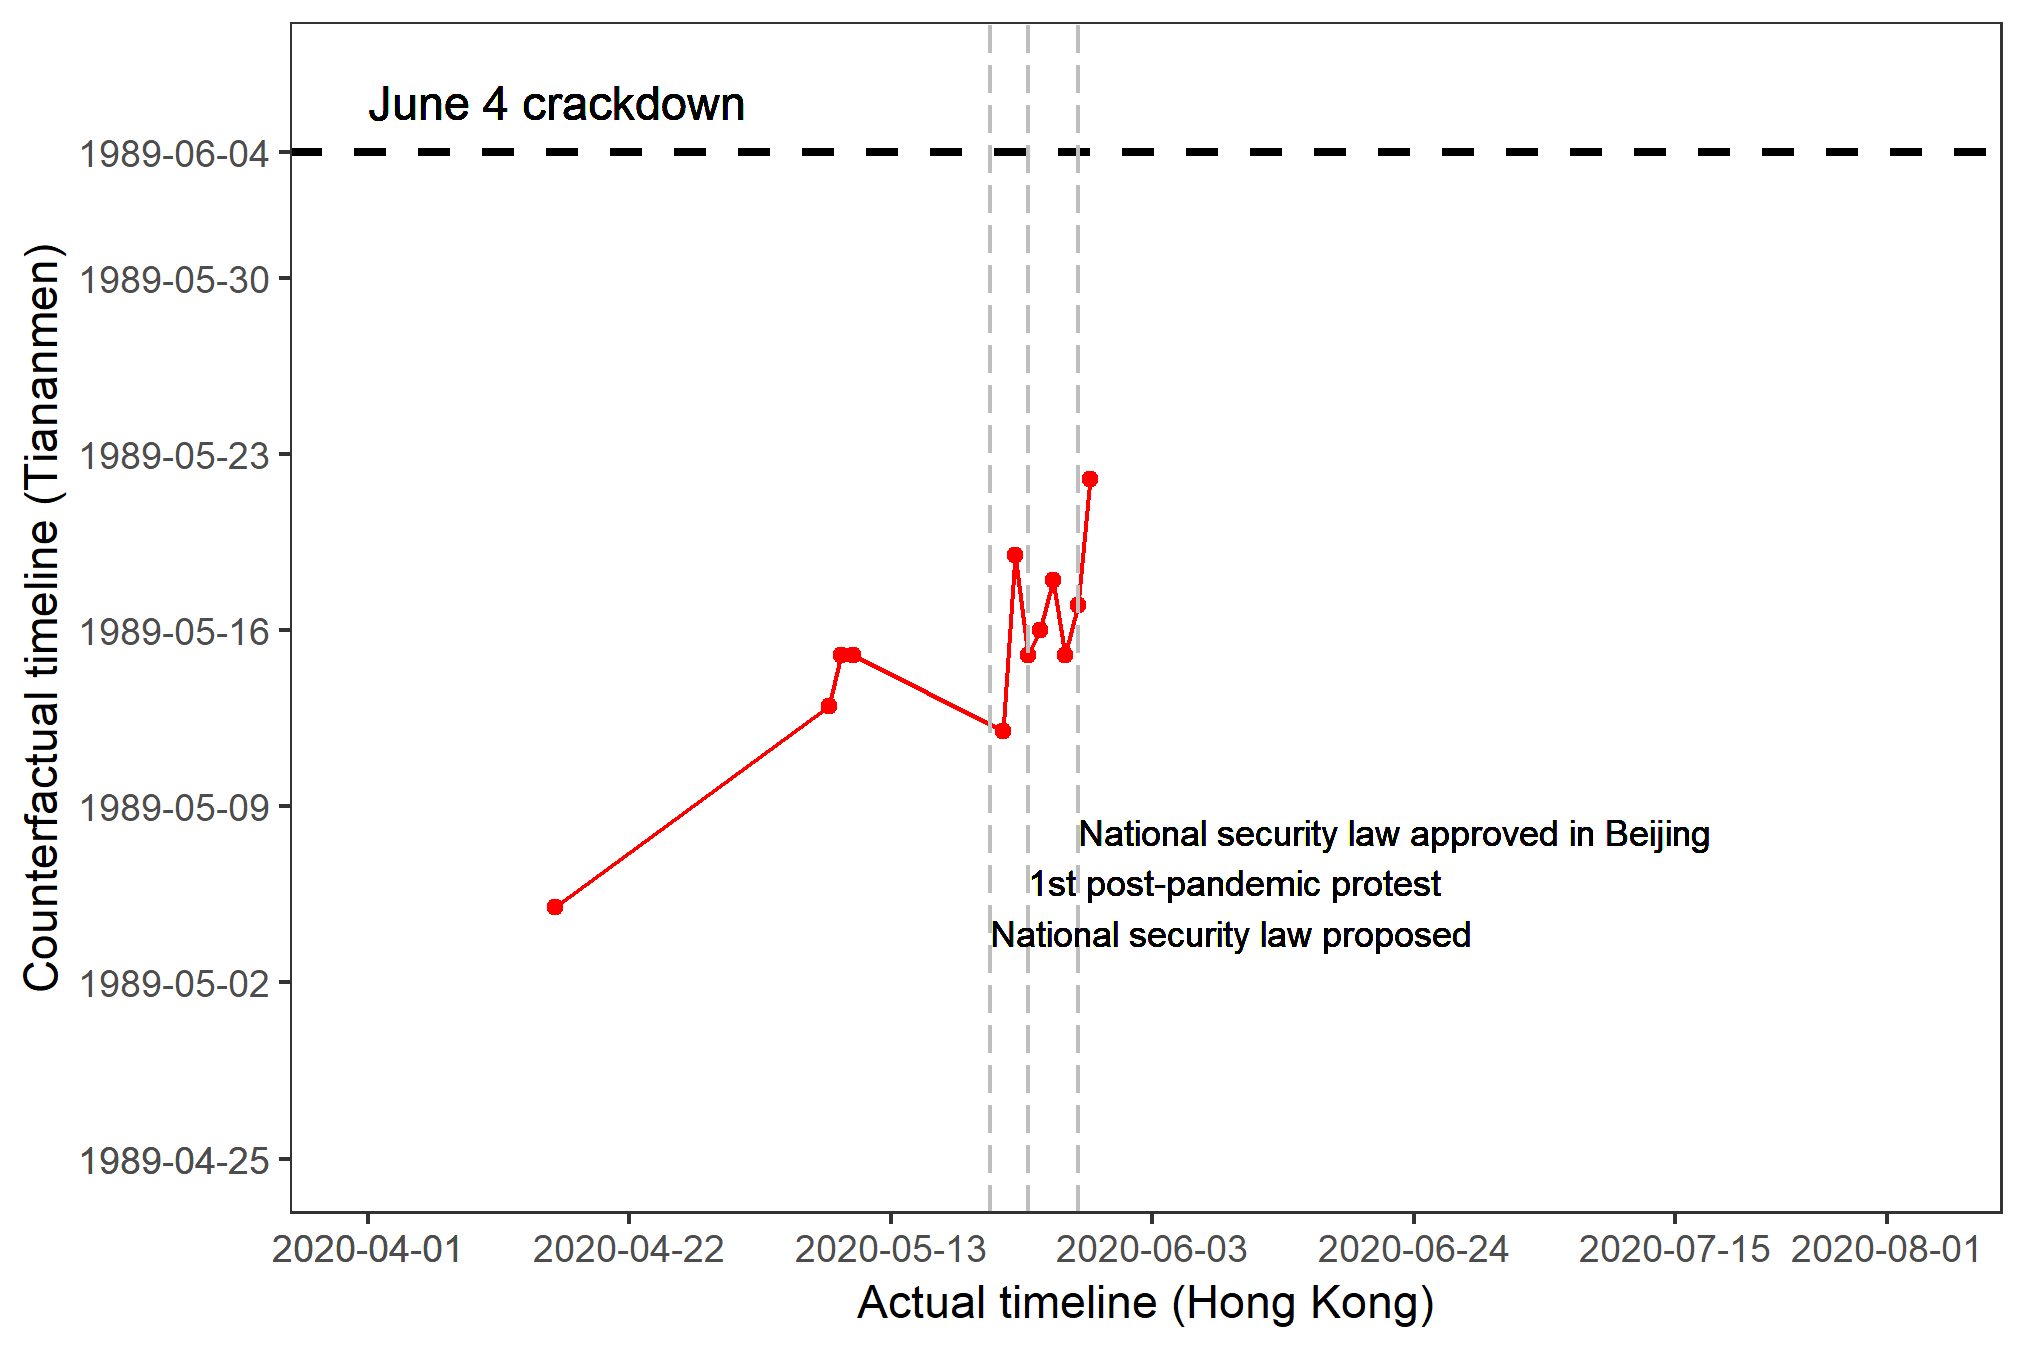 June 4 crackdown
1989-06-04
1989-05-30
1989-05-23
1989-05-16
1989-05-09
1989-05-02
1989-04-25
Counterfactual timeline (Tiananmen)
National security law approved in Beijing
1st post-pandemic protest
National security law proposed
2020-04-01
2020-04-22
2020-05-13
2020-06-03
2020-06-24
2020-07-15
2020-08-01
Actual timeline (Hong Kong)